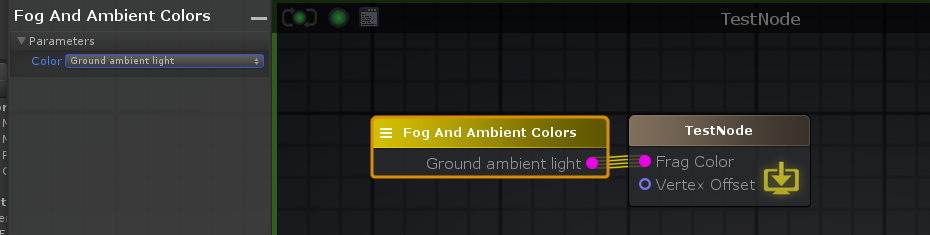 Fog And Ambient Colors
Parameters
Color Ground ambient light
TestNode
Fog And Ambient Colors
Ground ambient light
TestNode
Frag Color
Vertex Offset